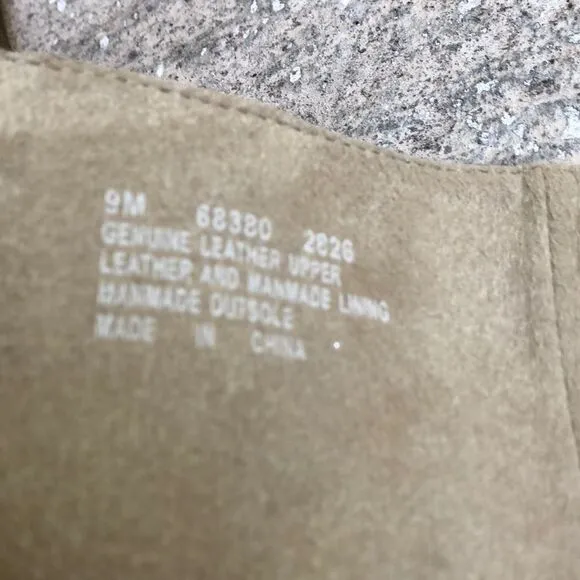 9M 68380 2826
GENUINE LEATHER UPPER
LEATHER AND MANMADE LINING
MANMADE OUTSOLE
MADE IN CHINA